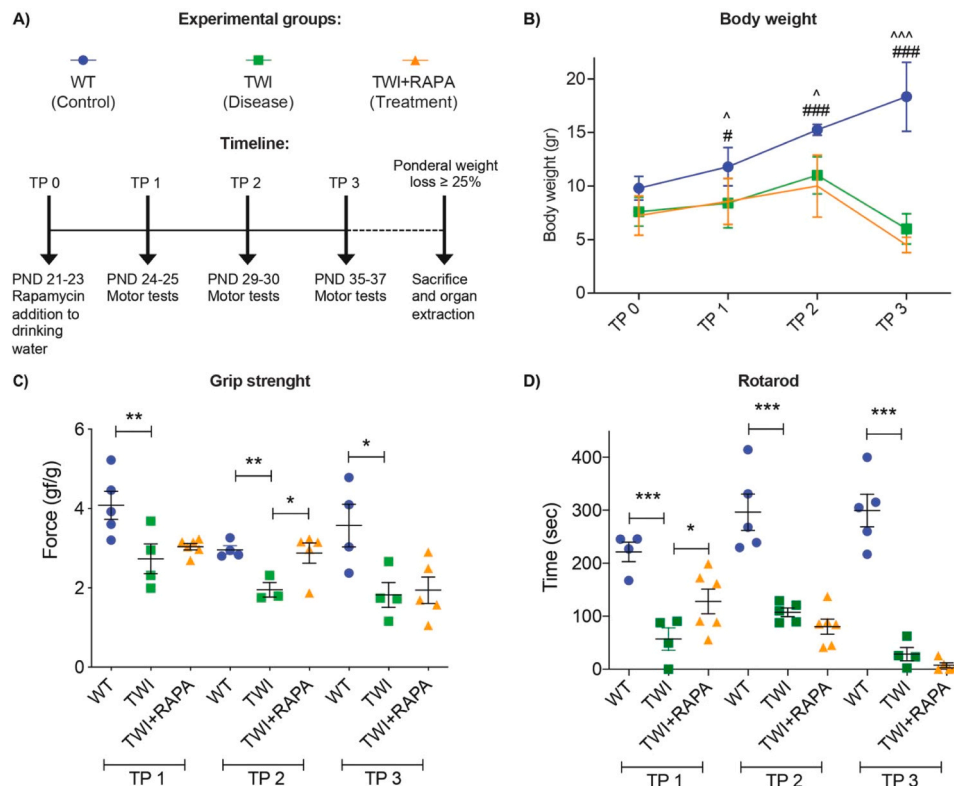 A)
Experimental groups:
WT
(Control)
TWI
(Disease)
TWI+RAPA
(Treatment)
Timeline:
TP 0
TP 1
TP 2
TP 3
Ponderal weight
loss ≥ 25%
PND 21-23
Rapamycin
addition to
drinking
water
PND 24-25
Motor tests
PND 29-30
Motor tests
PND 35-37
Motor tests
Sacrifice
and organ
extraction
B)
Body weight
Body weight (gr)
20
15
10
5
0
^
#
^
###
^^^
###
TP 0
TP 1
TP 2
TP 3
C)
Grip strenght
Force (gf/g)
6
4
2
0
**
**
*
*
WT
TWI
TWI+RAPA
WT
TWI
TWI+RAPA
WT
TWI
TWI+RAPA
TP 1
TP 2
TP 3
D)
Rotarod
Time (sec)
400
300
200
100
0
***
*
***
***
WT
TWI
TWI+RAPA
WT
TWI
TWI+RAPA
WT
TWI
TWI+RAPA
TP 1
TP 2
TP 3